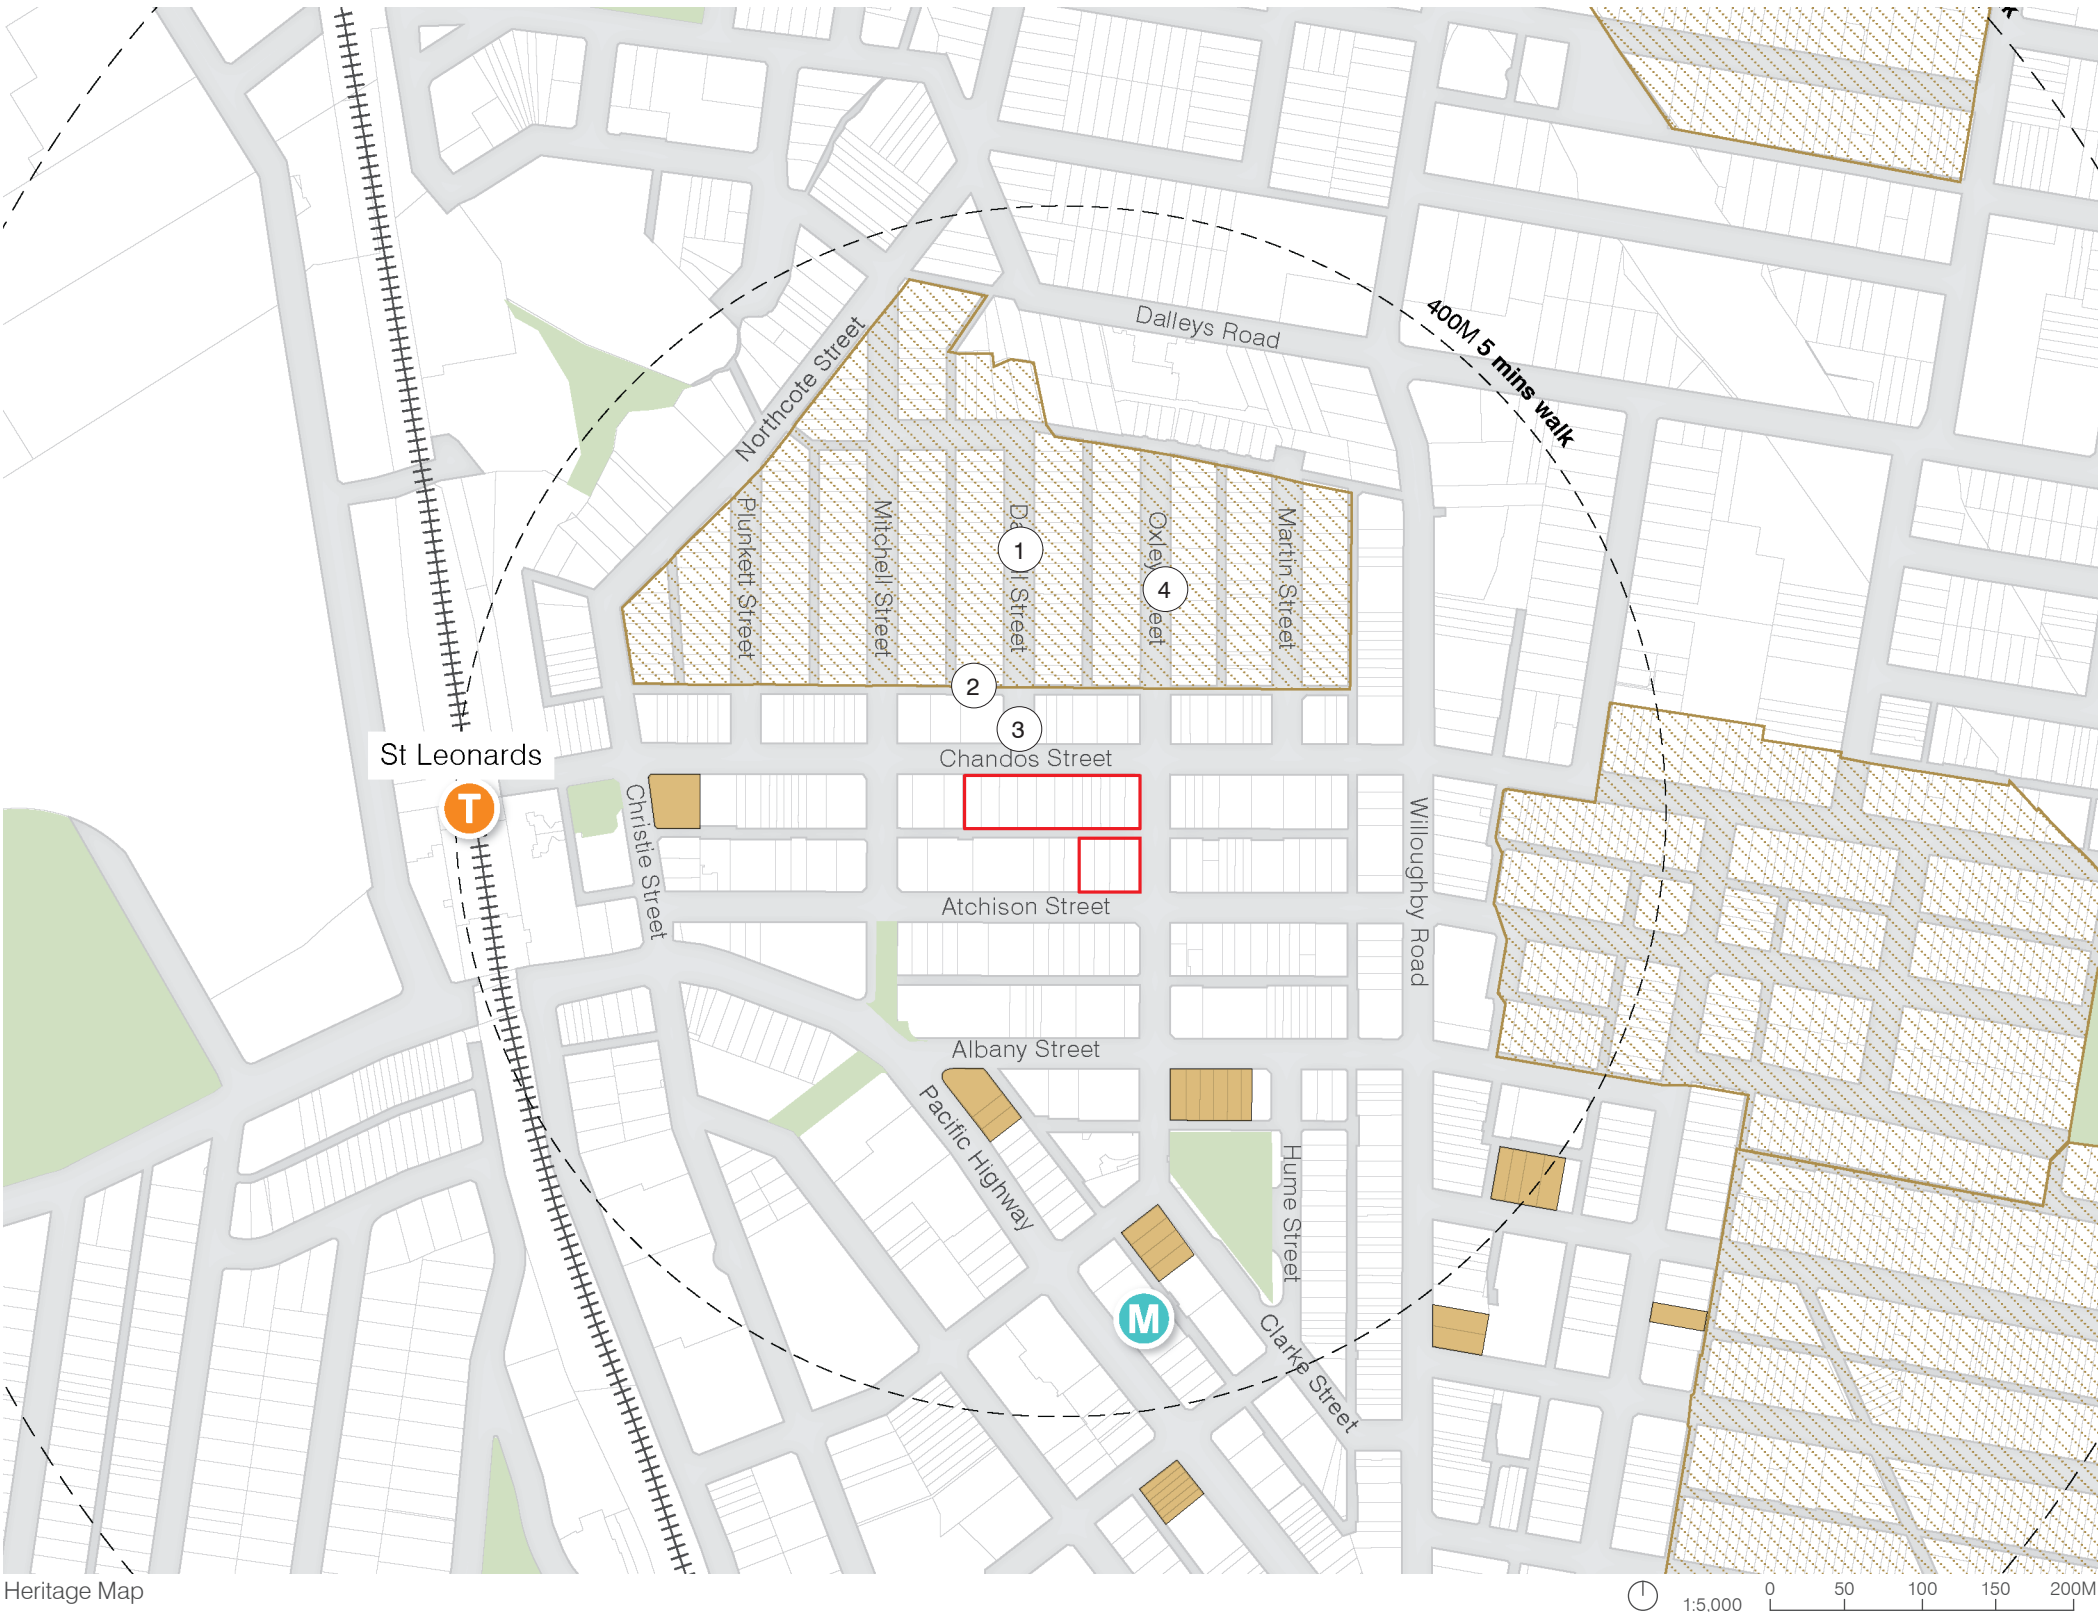 Dalleys Road
400M 5 mins walk
Northcote Street
Plunkett Street
Mitchell Street
1
Oxley
4
Martin Street
Street
2
3
St Leonards
Chandos Street
T
Christie Street
Willoughby Road
Atchison Street
Albany Street
Pacific Highway
Hume Street
M
Clarke Street
Heritage Map
1:5,000
0 50 100 150 200M